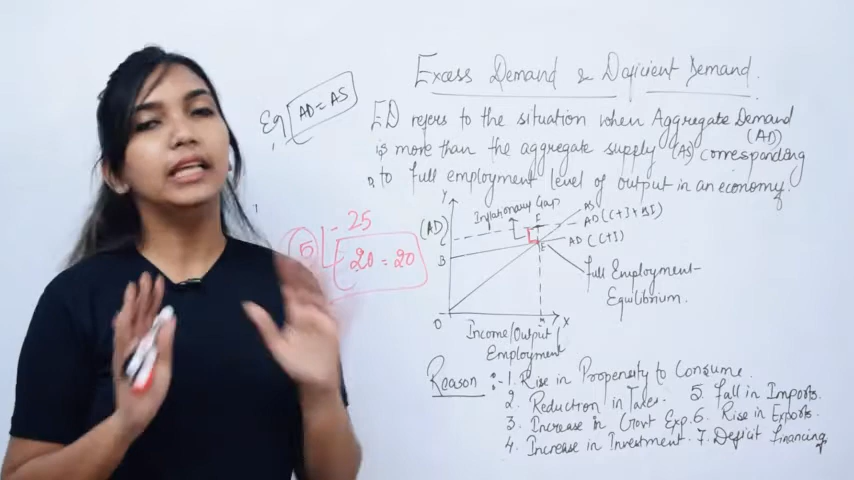 Excess Demand & Deficient Demand.
Eq AD = AS
ED refers to the situation when Aggregate Demand
(AD)
is more than the aggregate supply (AS) corresponding
to full employment level of output in an economy.
Y
Inflationary Gap
AS
(AD)
AD (C+I+ΔI)
C
E
AD (C+I)
B
E
Full Employment
Equilibrium.
25
5
20 = 20
O
M
X
Income/Output/
Employment
Reason :- 1. Rise in Propensity to Consume.
2. Reduction in Taxes.
3. Increase in Govt Exp.
4. Increase in Investment.
5. Fall in Imports.
6. Rise in Exports.
7. Deficit Financing